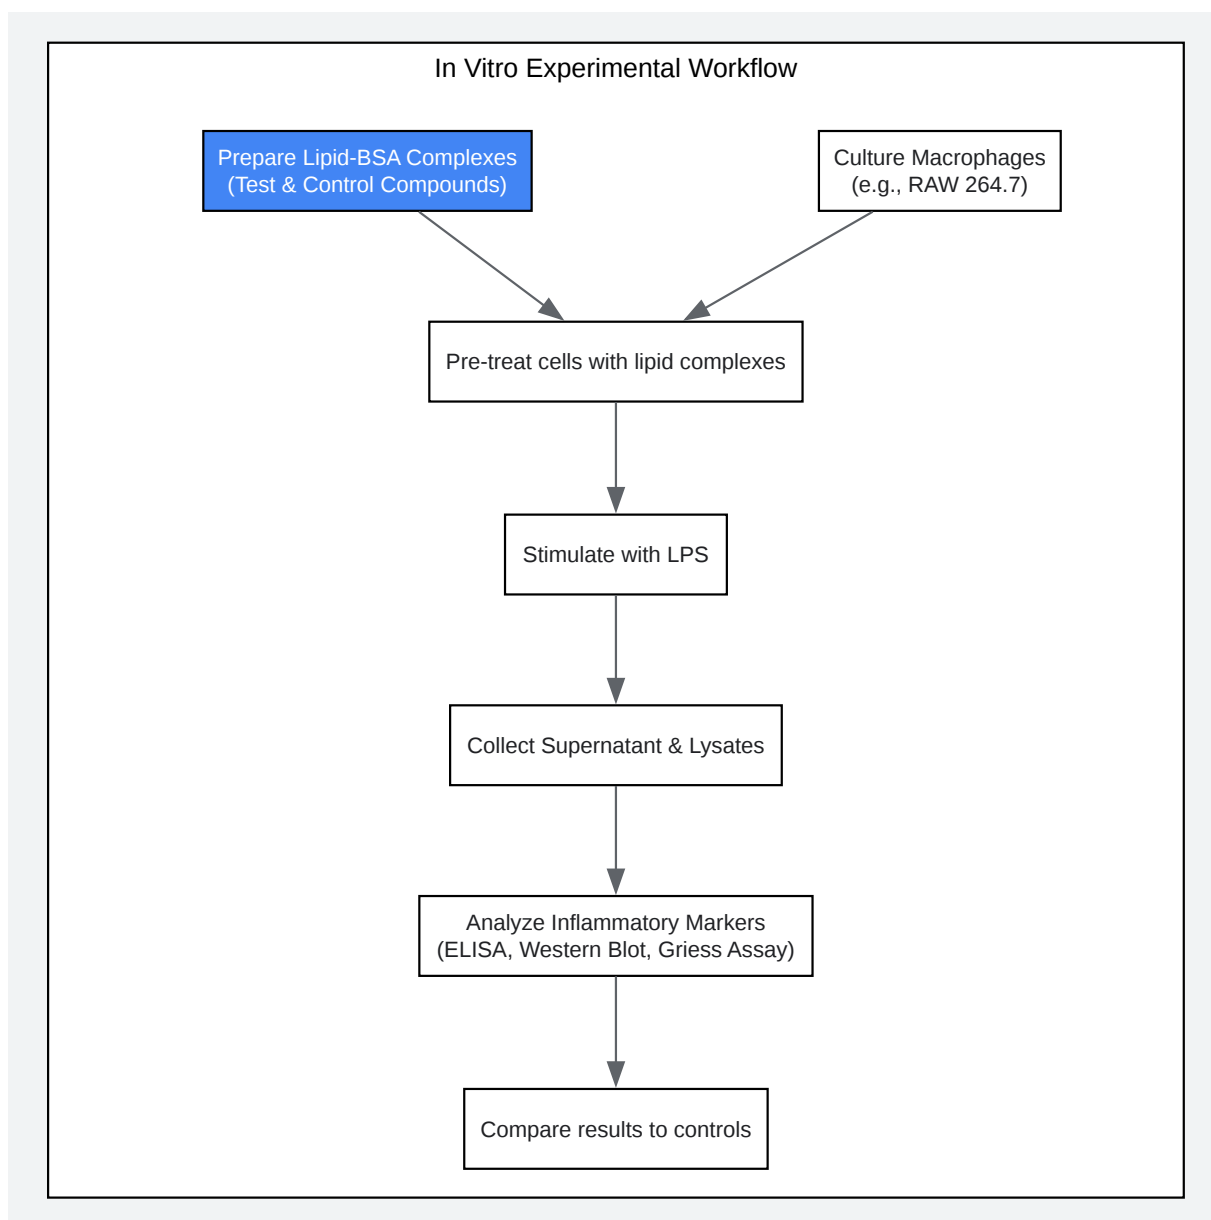 In Vitro Experimental Workflow
Prepare Lipid-BSA Complexes
(Test & Control Compounds)
Culture Macrophages
(e.g., RAW 264.7)
Pre-treat cells with lipid complexes
Stimulate with LPS
Collect Supernatant & Lysates
Analyze Inflammatory Markers
(ELISA, Western Blot, Griess Assay)
Compare results to controls